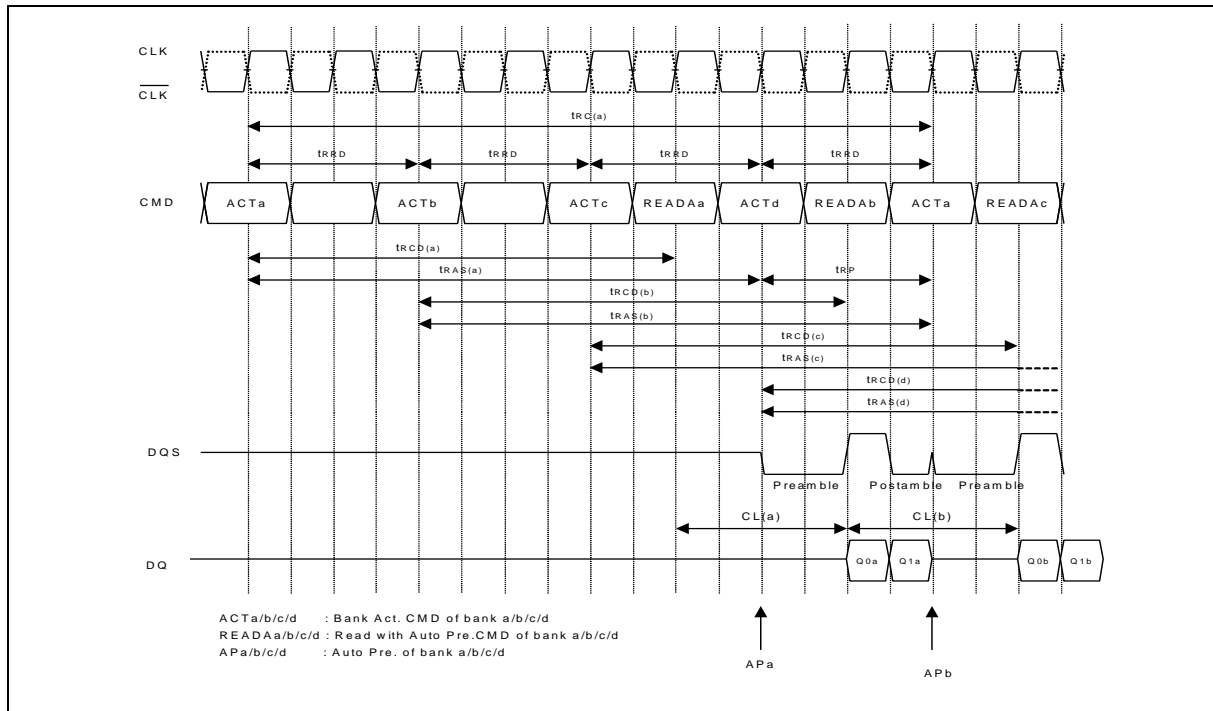 CLK
CLK
tRC(a)
tRRD tRRD tRRD tRRD
CMD ACTa ACTb ACTc READAa ACTd READAb ACTa READAc
tRCD(a)
tRAS(a) tRP
tRCD(b)
tRAS(b)
tRCD(c)
tRAS(c)
tRCD(d)
tRAS(d)
DQS
Preamble Postamble Preamble
CL(a) CL(b)
DQ Q0a Q1a Q0b Q1b
ACTa/b/c/d : Bank Act. CMD of bank a/b/c/d
READAa/b/c/d : Read with Auto Pre.CMD of bank a/b/c/d
APa/b/c/d : Auto Pre. of bank a/b/c/d
APa APb